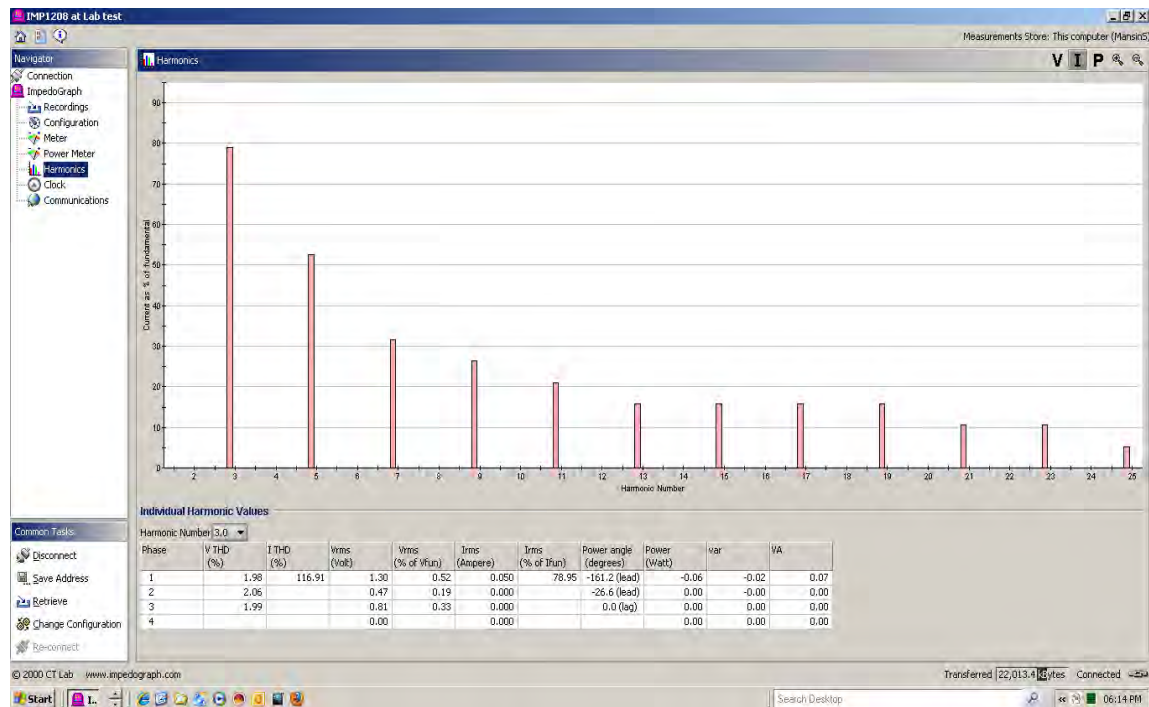 IMP1208 at Lab test
Measurements Store: This computer (Mansin5)
Navigator
Connection
ImpedoGraph
Recordings
Configuration
Meter
Power Meter
Harmonics
Clock
Communications
Harmonics
V I P
90
80
70
60
50
40
30
20
10
0
Current as % of fundamental
2 3 4 5 6 7 8 9 10 11 12 13 14 15 16 17 18 19 20 21 22 23 24 25
Harmonic Number
Individual Harmonic Values
Harmonic Number 3.0
Phase V THD (%) I THD (%) Vrms (Volt) Vrms (% of Vfun) Irms (Ampere) Irms (% of Ifun) Power angle (degrees) Power (Watt) var VA
1 1.98 116.91 1.30 0.52 0.050 78.95 -161.2 (lead) -0.06 -0.02 0.07
2 2.06 0.47 0.19 0.000 -26.6 (lead) 0.00 -0.00 0.00
3 1.99 0.81 0.33 0.000 0.0 (lag) 0.00 0.00 0.00
4 0.00 0.000 0.00 0.00 0.00
Common Tasks
Disconnect
Save Address
Retrieve
Change Configuration
Re-connect
© 2000 CT Lab www.impedograph.com
Transferred 22,013.4 kBytes Connected
Start
I..
Search Desktop
06:14 PM